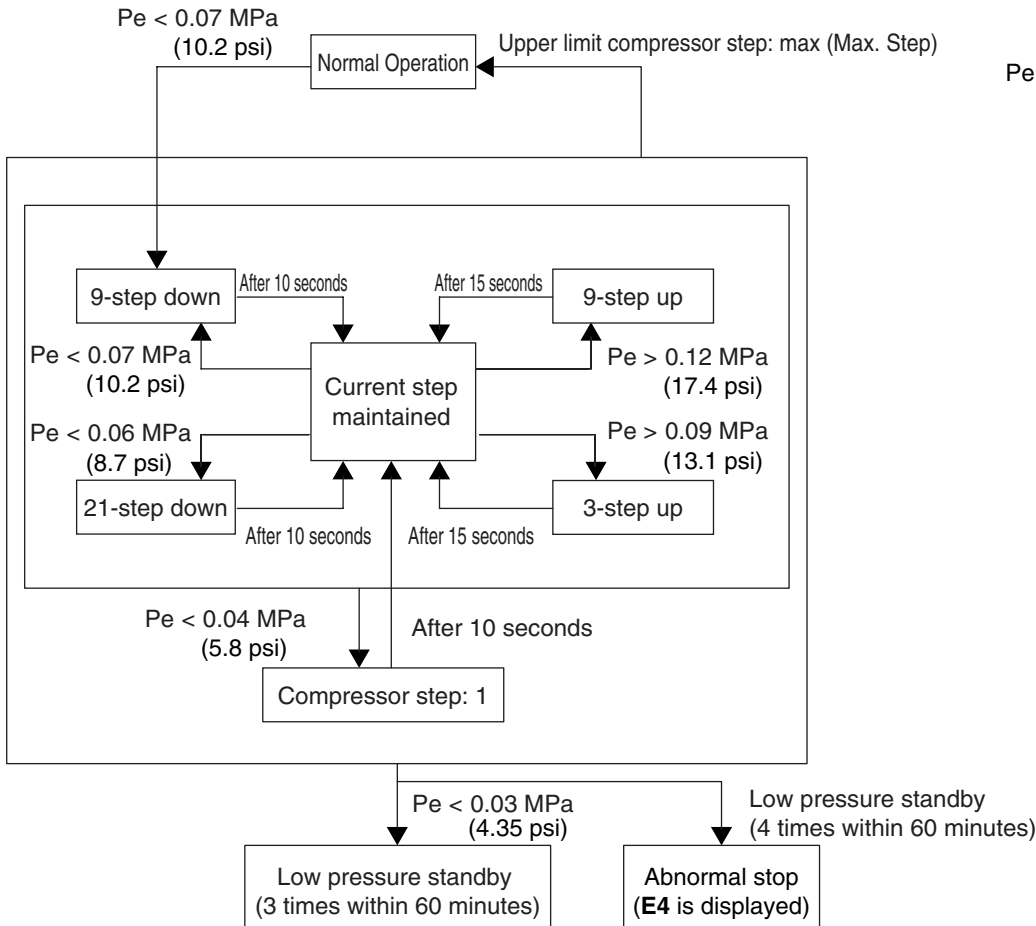 Pe < 0.07 MPa
(10.2 psi)
Normal Operation
Upper limit compressor step: max (Max. Step)
Pe
9-step down
After 10 seconds
After 15 seconds
9-step up
Pe < 0.07 MPa
(10.2 psi)
Current step
maintained
Pe > 0.12 MPa
(17.4 psi)
Pe < 0.06 MPa
(8.7 psi)
Pe > 0.09 MPa
(13.1 psi)
21-step down
After 10 seconds
After 15 seconds
3-step up
Pe < 0.04 MPa
(5.8 psi)
After 10 seconds
Compressor step: 1
Pe < 0.03 MPa
(4.35 psi)
Low pressure standby
(4 times within 60 minutes)
Low pressure standby
(3 times within 60 minutes)
Abnormal stop
(E4 is displayed)